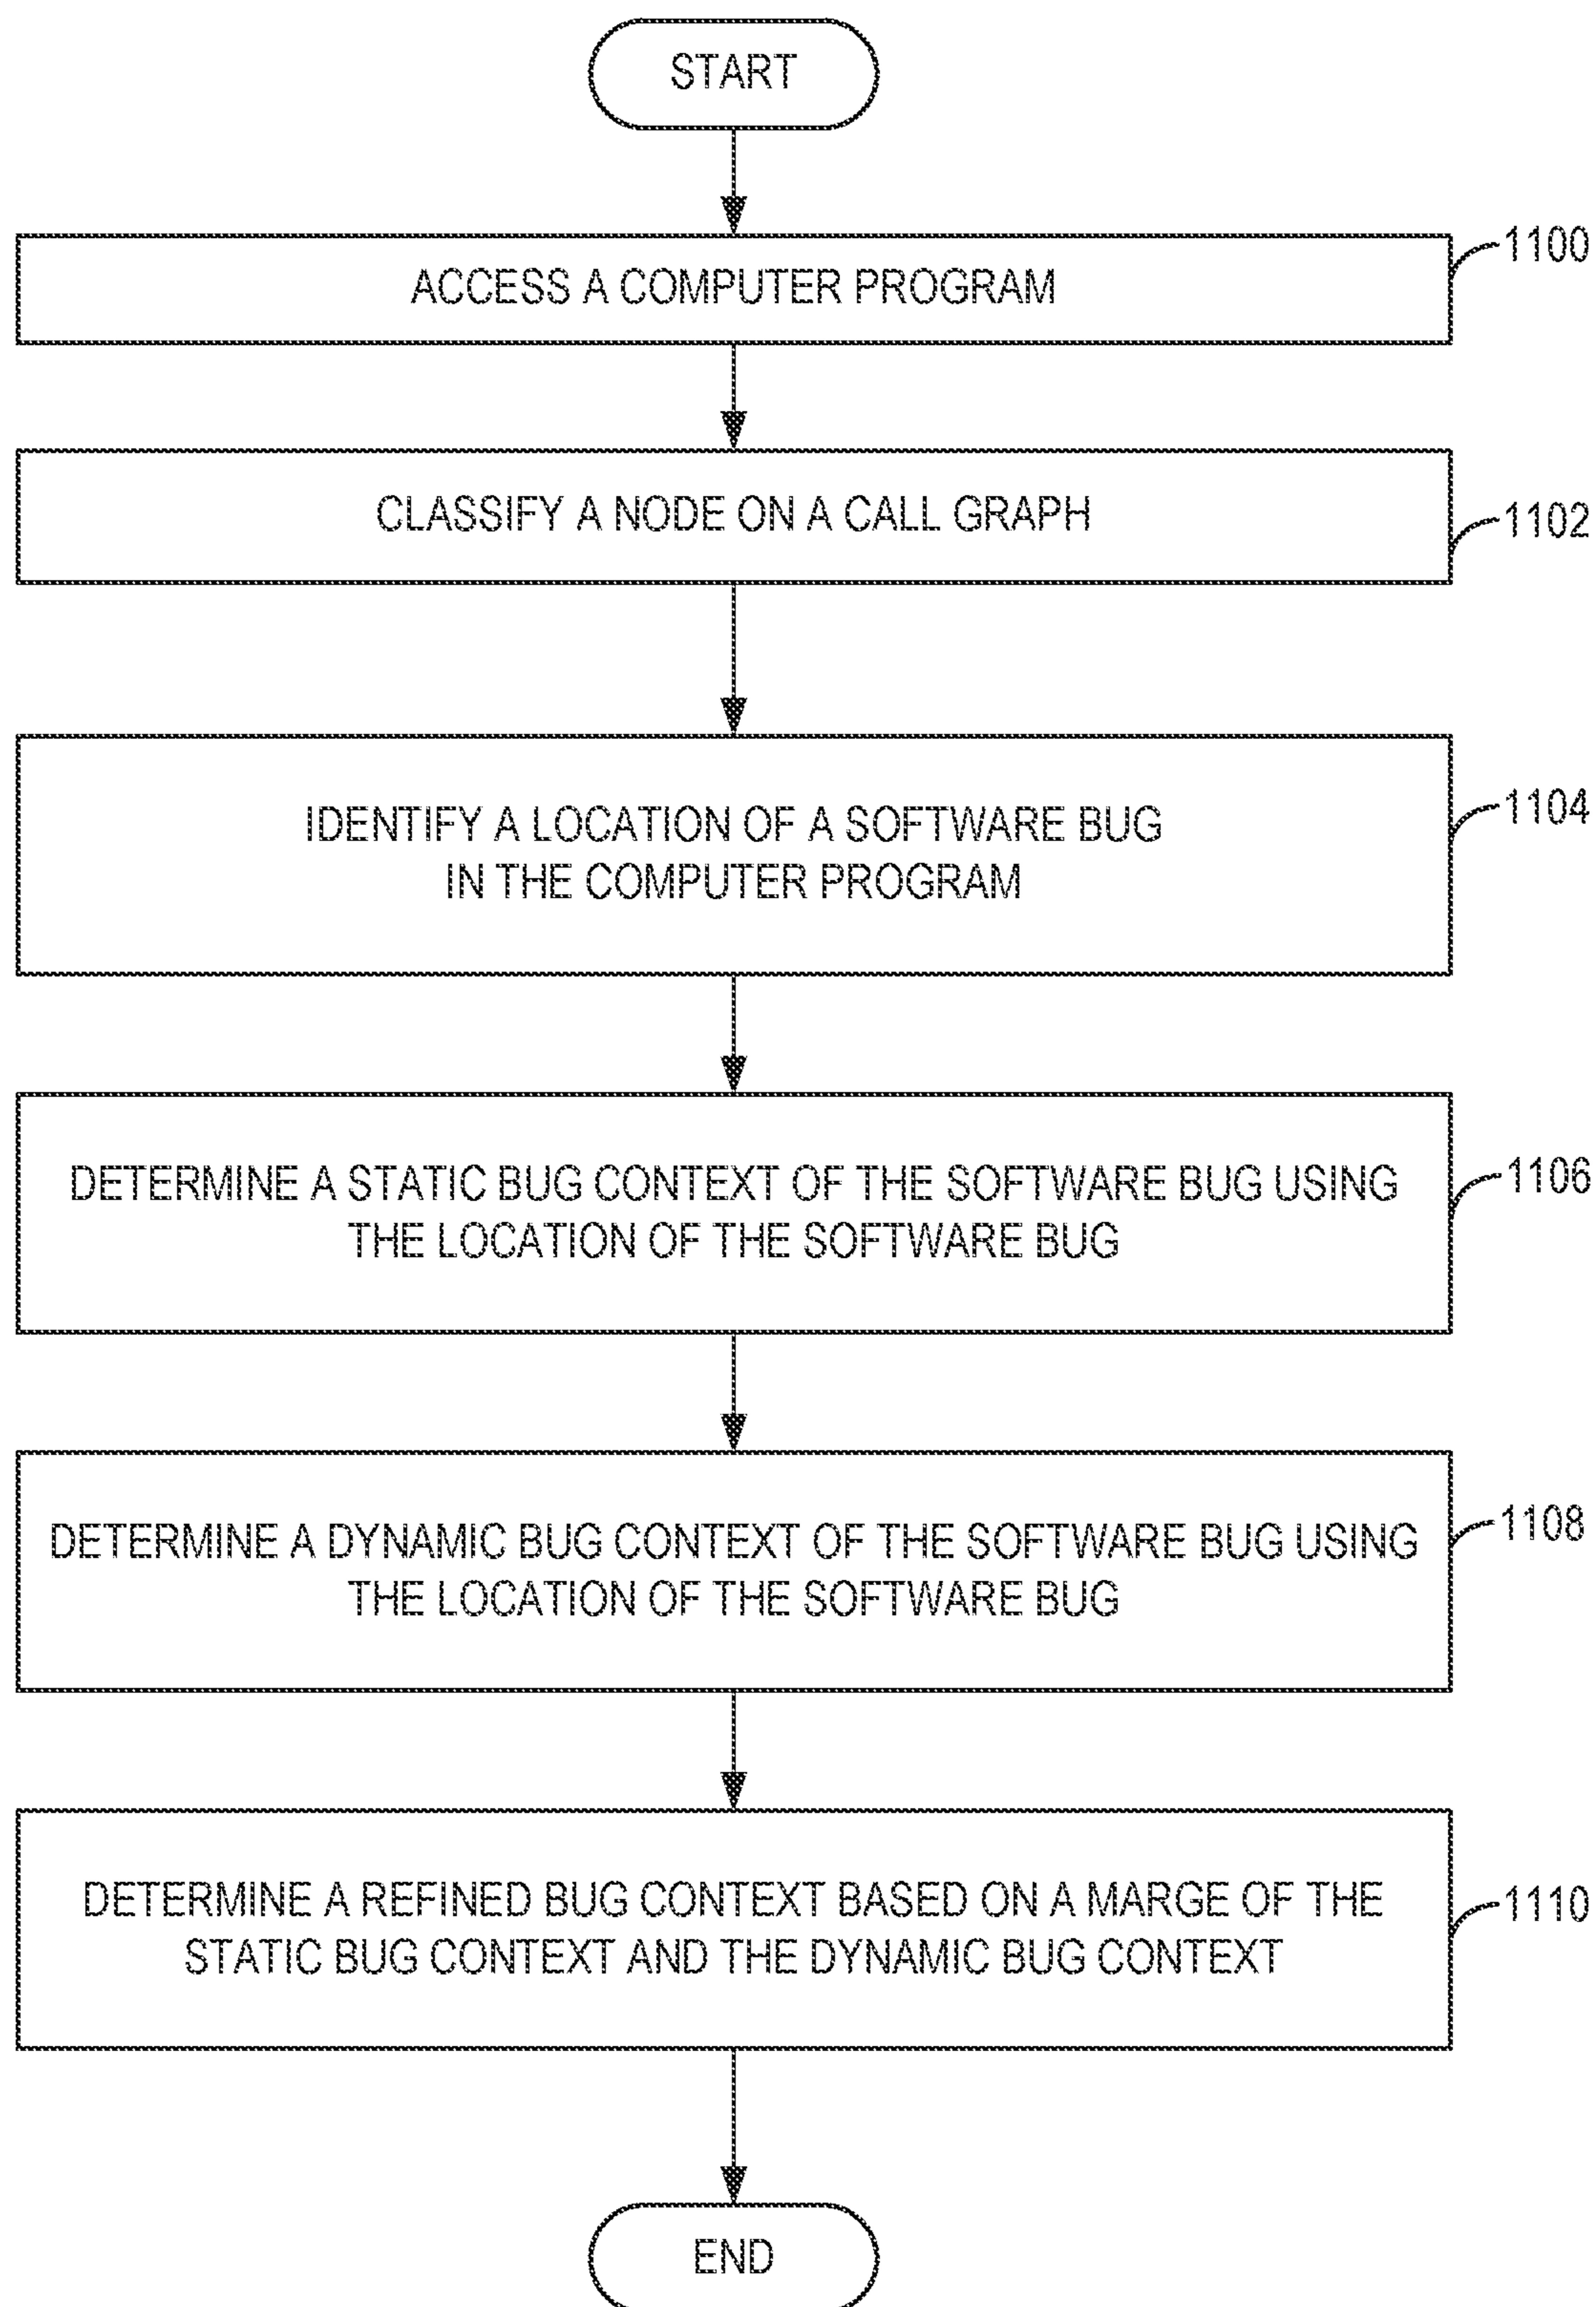 START
ACCESS A COMPUTER PROGRAM
1100
CLASSIFY A NODE ON A CALL GRAPH
1102
IDENTIFY A LOCATION OF A SOFTWARE BUG
IN THE COMPUTER PROGRAM
1104
DETERMINE A STATIC BUG CONTEXT OF THE SOFTWARE BUG USING
THE LOCATION OF THE SOFTWARE BUG
1106
DETERMINE A DYNAMIC BUG CONTEXT OF THE SOFTWARE BUG USING
THE LOCATION OF THE SOFTWARE BUG
1108
DETERMINE A REFINED BUG CONTEXT BASED ON A MARGE OF THE
STATIC BUG CONTEXT AND THE DYNAMIC BUG CONTEXT
1110
END